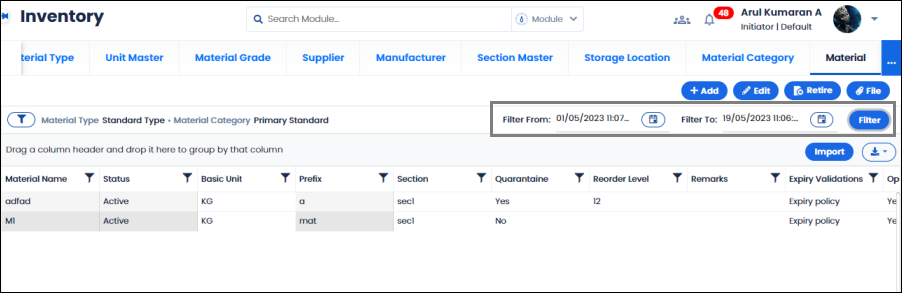 Inventory
Search Module...
Module
48
Arul Kumaran A
Initiator | Default
terial Type Unit Master Material Grade Supplier Manufacturer Section Master Storage Location Material Category Material ...
+ Add Edit Retire File
Material Type Standard Type • Material Category Primary Standard
Filter From: 01/05/2023 11:07... Filter To: 19/05/2023 11:06:... Filter
Drag a column header and drop it here to group by that column
Import
Material Name Status Basic Unit Prefix Section Quarantaine Reorder Level Remarks Expiry Validations Op
adfad Active KG a sec1 Yes 12 Expiry policy Ye
M1 Active KG mat sec1 No Expiry policy Ye